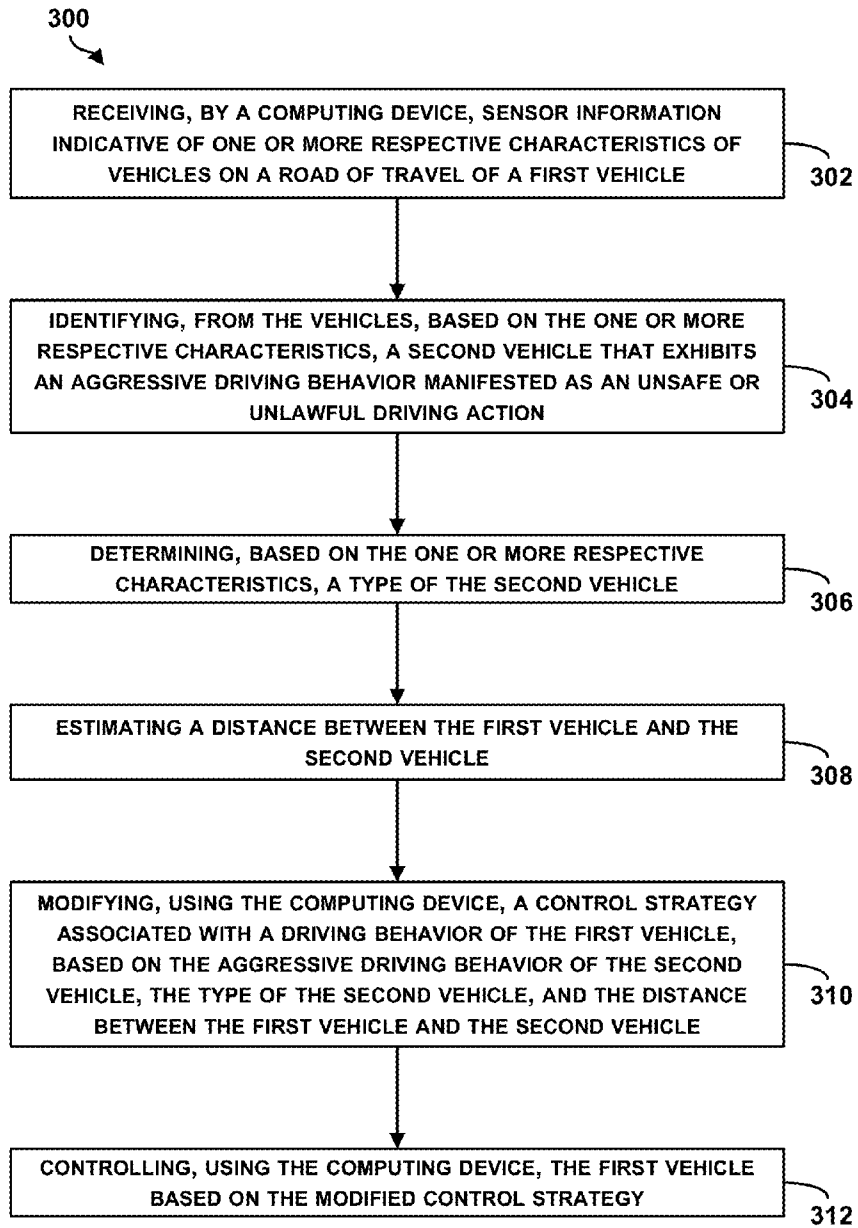 300
RECEIVING, BY A COMPUTING DEVICE, SENSOR INFORMATION
INDICATIVE OF ONE OR MORE RESPECTIVE CHARACTERISTICS OF
VEHICLES ON A ROAD OF TRAVEL OF A FIRST VEHICLE
302
IDENTIFYING, FROM THE VEHICLES, BASED ON THE ONE OR MORE
RESPECTIVE CHARACTERISTICS, A SECOND VEHICLE THAT EXHIBITS
AN AGGRESSIVE DRIVING BEHAVIOR MANIFESTED AS AN UNSAFE OR
UNLAWFUL DRIVING ACTION
304
DETERMINING, BASED ON THE ONE OR MORE RESPECTIVE
CHARACTERISTICS, A TYPE OF THE SECOND VEHICLE
306
ESTIMATING A DISTANCE BETWEEN THE FIRST VEHICLE AND THE
SECOND VEHICLE
308
MODIFYING, USING THE COMPUTING DEVICE, A CONTROL STRATEGY
ASSOCIATED WITH A DRIVING BEHAVIOR OF THE FIRST VEHICLE,
BASED ON THE AGGRESSIVE DRIVING BEHAVIOR OF THE SECOND
VEHICLE, THE TYPE OF THE SECOND VEHICLE, AND THE DISTANCE
BETWEEN THE FIRST VEHICLE AND THE SECOND VEHICLE
310
CONTROLLING, USING THE COMPUTING DEVICE, THE FIRST VEHICLE
BASED ON THE MODIFIED CONTROL STRATEGY
312